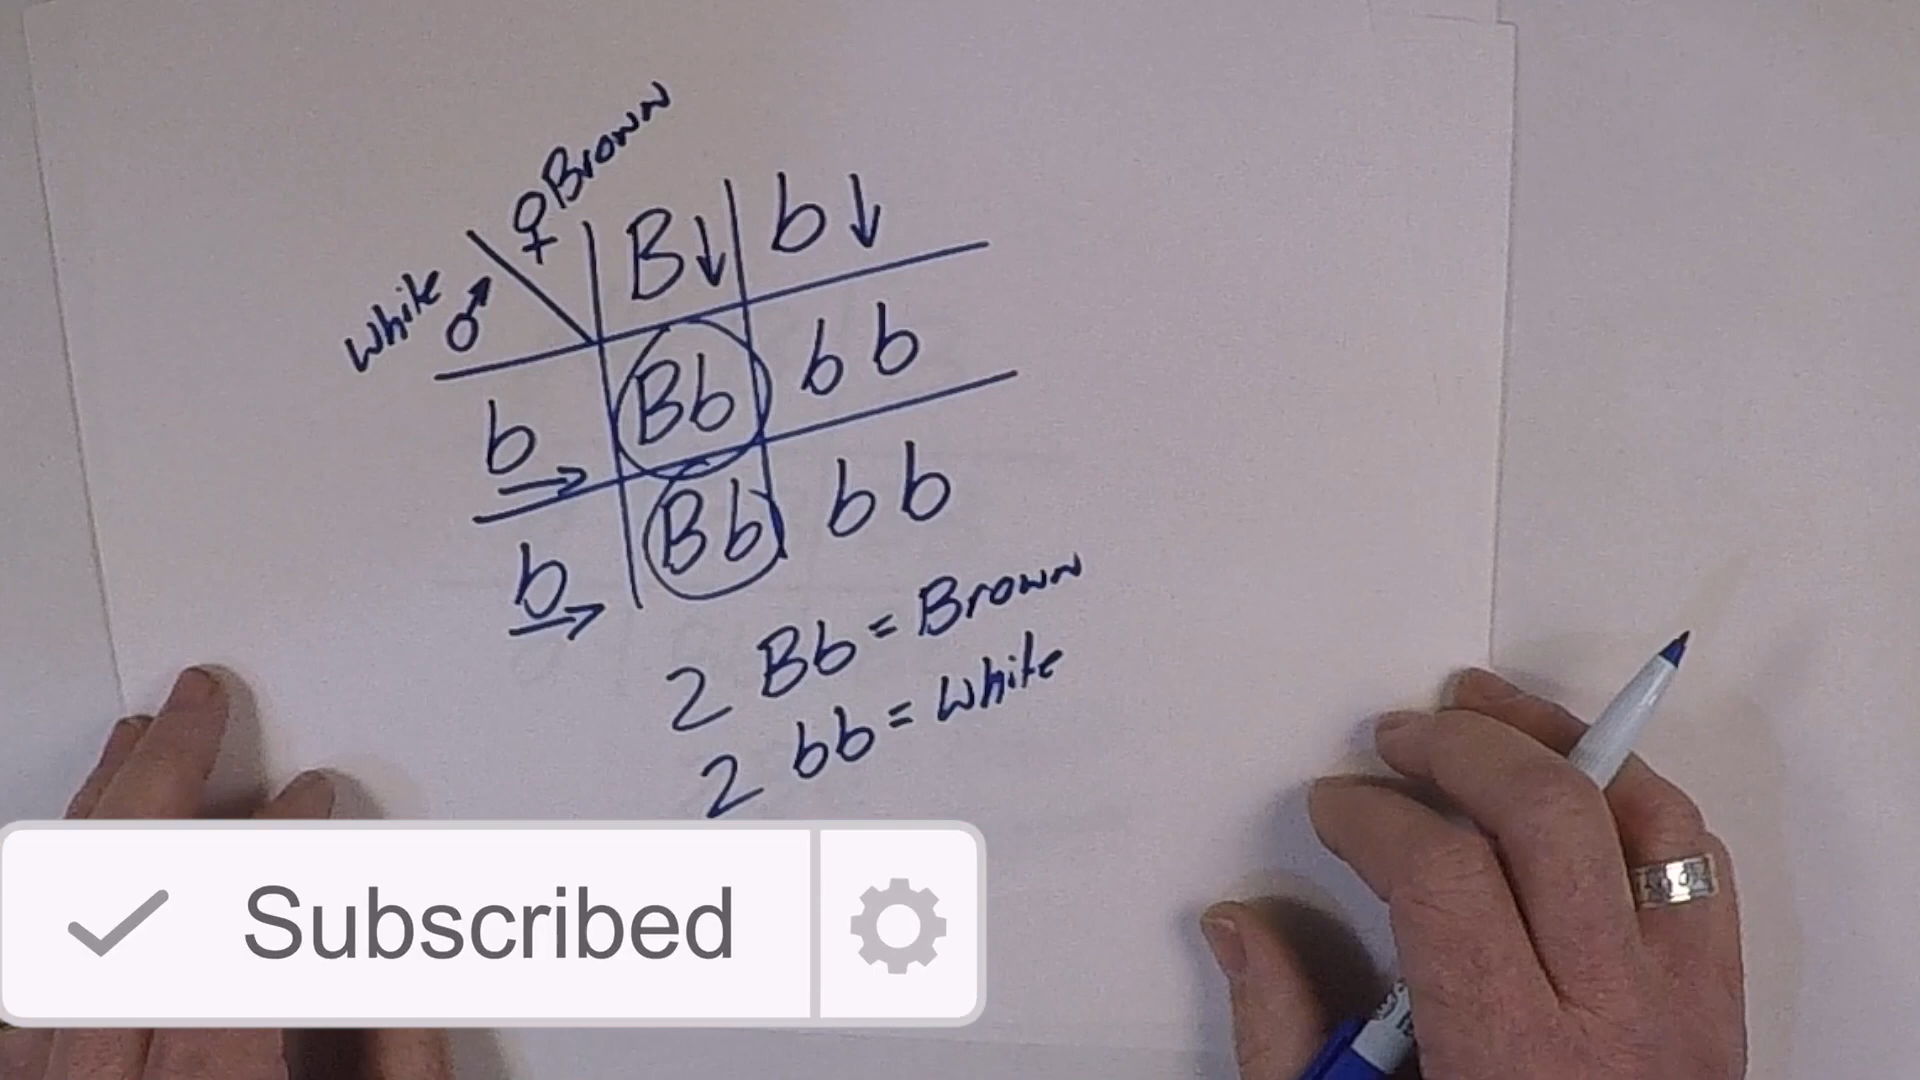 ♀ Brown
White ♂
B↓ b↓
b → Bb bb
b → Bb bb
2 Bb = Brown
2 bb = White
Subscribed